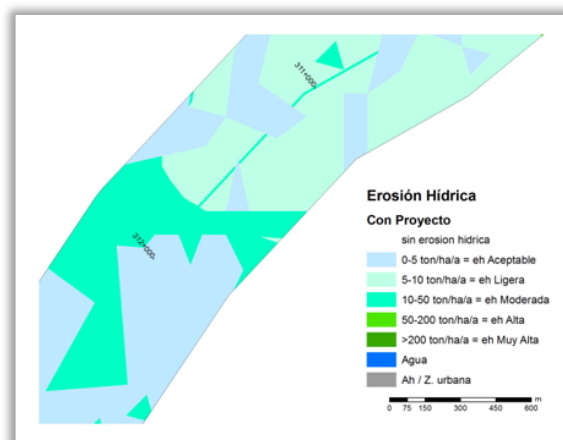 311+000
312+000
Erosión Hídrica
Con Proyecto
sin erosion hidrica
0-5 ton/ha/a = eh Aceptable
5-10 ton/ha/a = eh Ligera
10-50 ton/ha/a = eh Moderada
50-200 ton/ha/a = eh Alta
>200 ton/ha/a = eh Muy Alta
Agua
Ah / Z. urbana
m
0 75 150 300 450 600